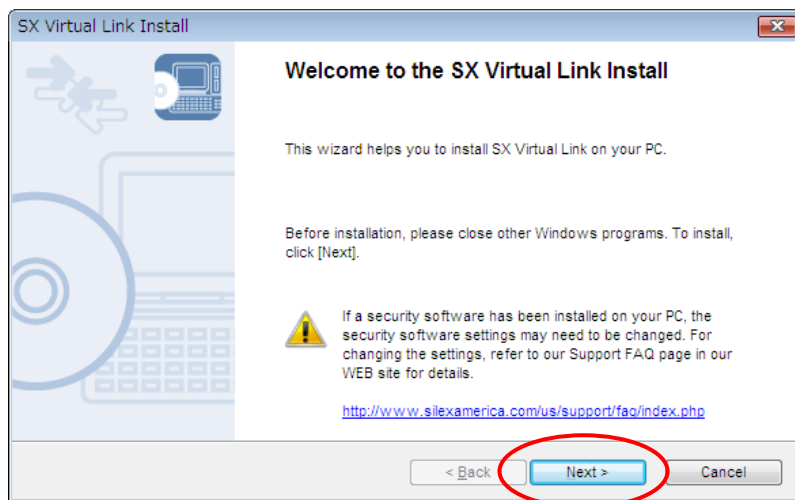 SX Virtual Link Install
Welcome to the SX Virtual Link Install
This wizard helps you to install SX Virtual Link on your PC.
Before installation, please close other Windows programs. To install,
click [Next].
If a security software has been installed on your PC, the
security software settings may need to be changed. For
changing the settings, refer to our Support FAQ page in our
WEB site for details.
http://www.silexamerica.com/us/support/faq/index.php
< Back
Next >
Cancel